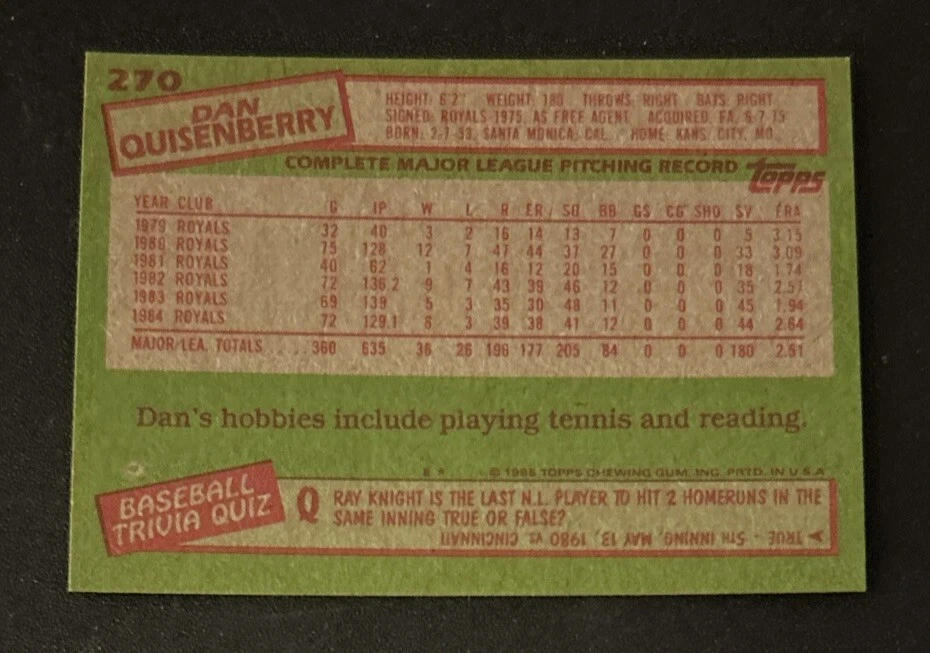 270
DAN
QUISENBERRY
HEIGHT: 6'2" WEIGHT: 180 THROWS: RIGHT BATS: RIGHT
SIGNED: ROYALS 1975, AS FREE AGENT ACQUIRED: FA, 6-7-75
BORN: 2-7-53, SANTA MONICA, CAL. HOME: KANS. CITY, MO.
COMPLETE MAJOR LEAGUE PITCHING RECORD TOPPS
YEAR CLUB G IP W L R ER SO BB GS CG SHO SV ERA
1979 ROYALS 32 40 3 2 16 14 13 7 0 0 0 5 3.15
1980 ROYALS 75 128 12 7 47 44 37 27 0 0 0 33 3.09
1981 ROYALS 40 62 1 4 16 12 20 15 0 0 0 18 1.74
1982 ROYALS 72 136.2 9 7 43 39 46 12 0 0 0 35 2.57
1983 ROYALS 69 139 5 3 35 30 48 11 0 0 0 45 1.94
1984 ROYALS 72 129.1 6 3 39 38 41 12 0 0 0 44 2.64
MAJOR LEA. TOTALS .... 360 635 36 26 196 177 205 84 0 0 0 180 2.51
Dan's hobbies include playing tennis and reading.
© 1985 TOPPS CHEWING GUM, INC. PRTD. IN U.S.A.
BASEBALL
TRIVIA QUIZ
Q RAY KNIGHT IS THE LAST N.L. PLAYER TO HIT 2 HOMERUNS IN THE
SAME INNING TRUE OR FALSE?
A TRUE - 5TH INNING, MAY 13, 1980 vs. CINCINNATI